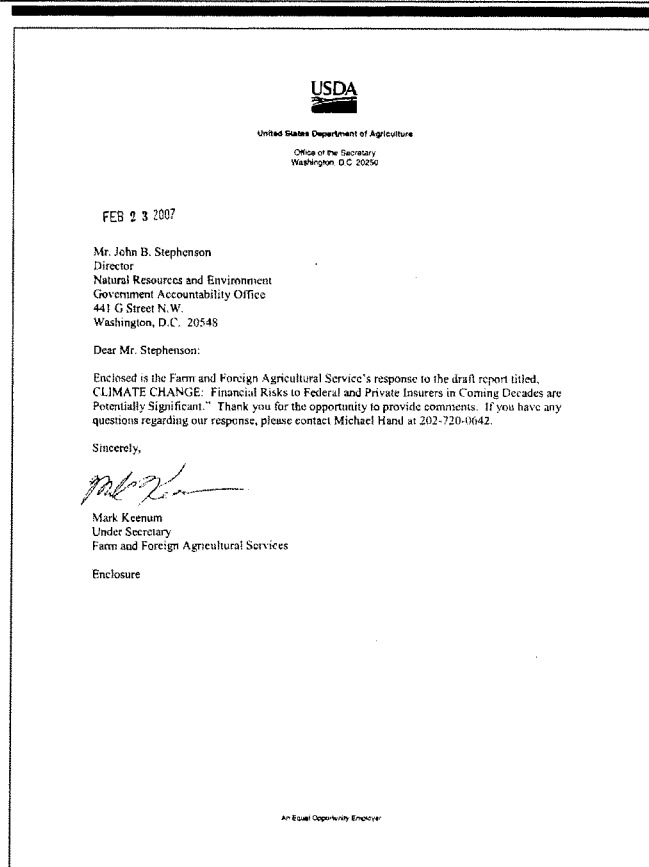 USDA
United States Department of Agriculture
Office of the Secretary
Washington, D.C. 20250
FEB 23 2007
Mr. John B. Stephenson
Director
Natural Resources and Environment
Government Accountability Office
441 G Street N.W.
Washington, D.C. 20548
Dear Mr. Stephenson:
Enclosed is the Farm and Foreign Agricultural Service's response to the draft report titled,
CLIMATE CHANGE: Financial Risks to Federal and Private Insurers in Coming Decades are
Potentially Significant." Thank you for the opportunity to provide comments. If you have any
questions regarding our response, please contact Michael Hand at 202-720-0642.
Sincerely,
Mark Keenum
Under Secretary
Farm and Foreign Agricultural Services
Enclosure
An Equal Opportunity Employer